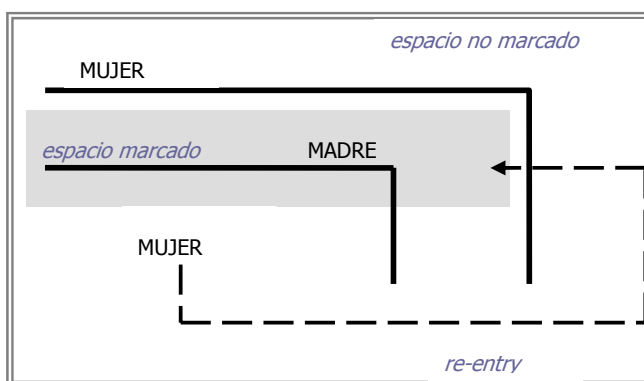 espacio no marcado
MUJER
espacio marcado MADRE
MUJER
re-entry